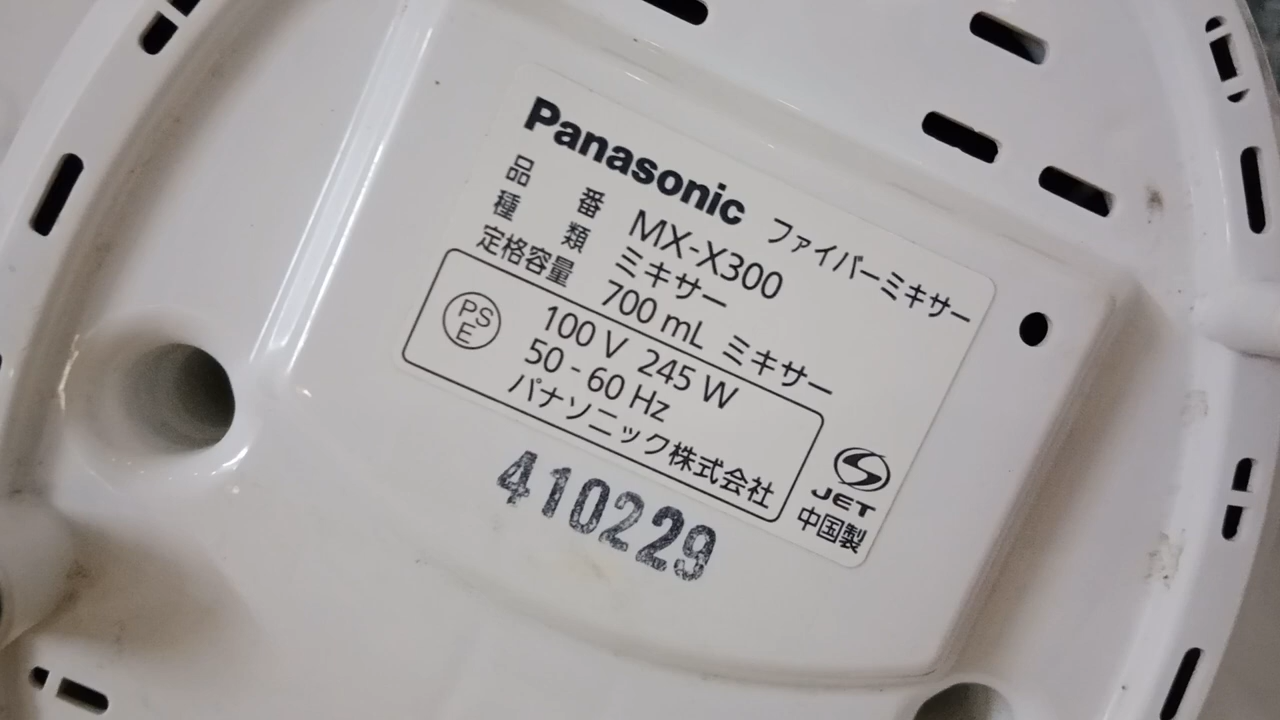 Panasonic ファイバーミキサー
品番 MX-X300
種類 ミキサー
定格容量 700 mL ミキサー
PS
E
100 V 245 W
50 - 60 Hz
パナソニック株式会社
JET
中国製
410229